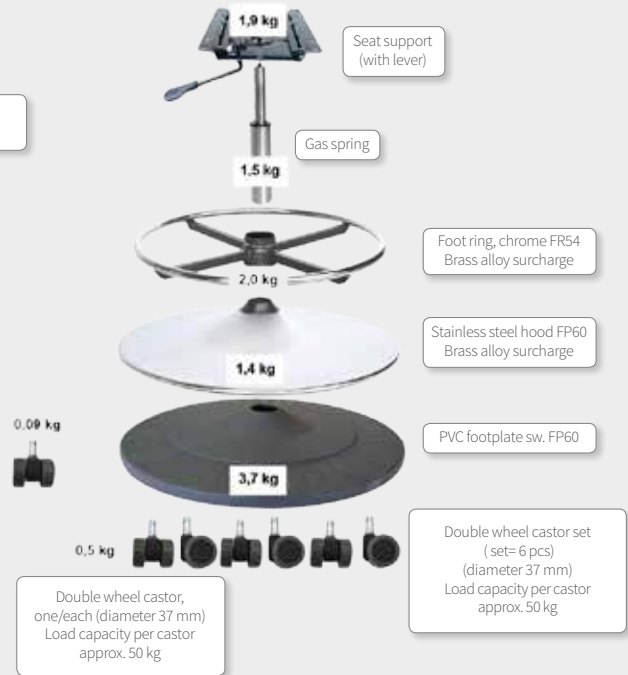 1,9 kg
Seat support
(with lever)
Gas spring
1,5 kg
Foot ring, chrome FR54
Brass alloy surcharge
2,0 kg
Stainless steel hood FP60
Brass alloy surcharge
1,4 kg
0,09 kg
PVC footplate sw. FP60
3,7 kg
0,5 kg
Double wheel castor set
( set= 6 pcs)
(diameter 37 mm)
Load capacity per castor
approx. 50 kg
Double wheel castor,
one/each (diameter 37 mm)
Load capacity per castor
approx. 50 kg